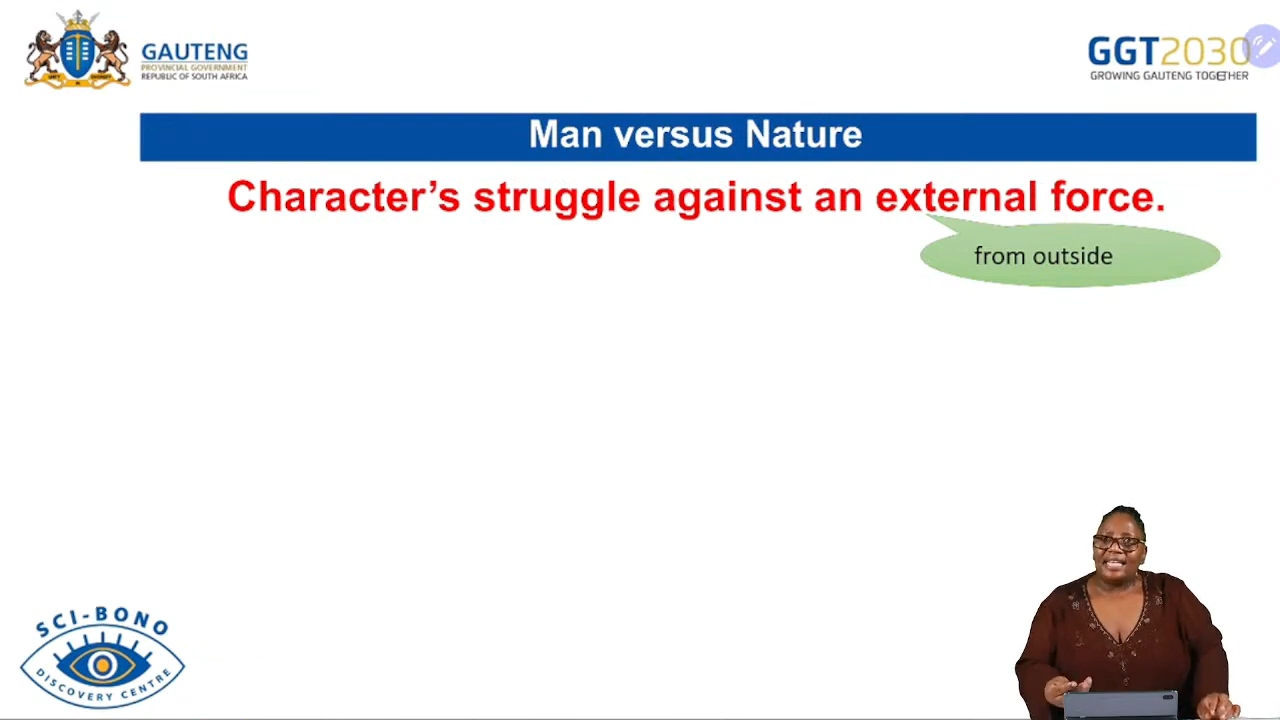 GAUTENG
PROVINCIAL GOVERNMENT
REPUBLIC OF SOUTH AFRICA
GGT2030
GROWING GAUTENG TOGETHER
Man versus Nature
Character’s struggle against an external force.
from outside
SCI-BONO
DISCOVERY CENTRE